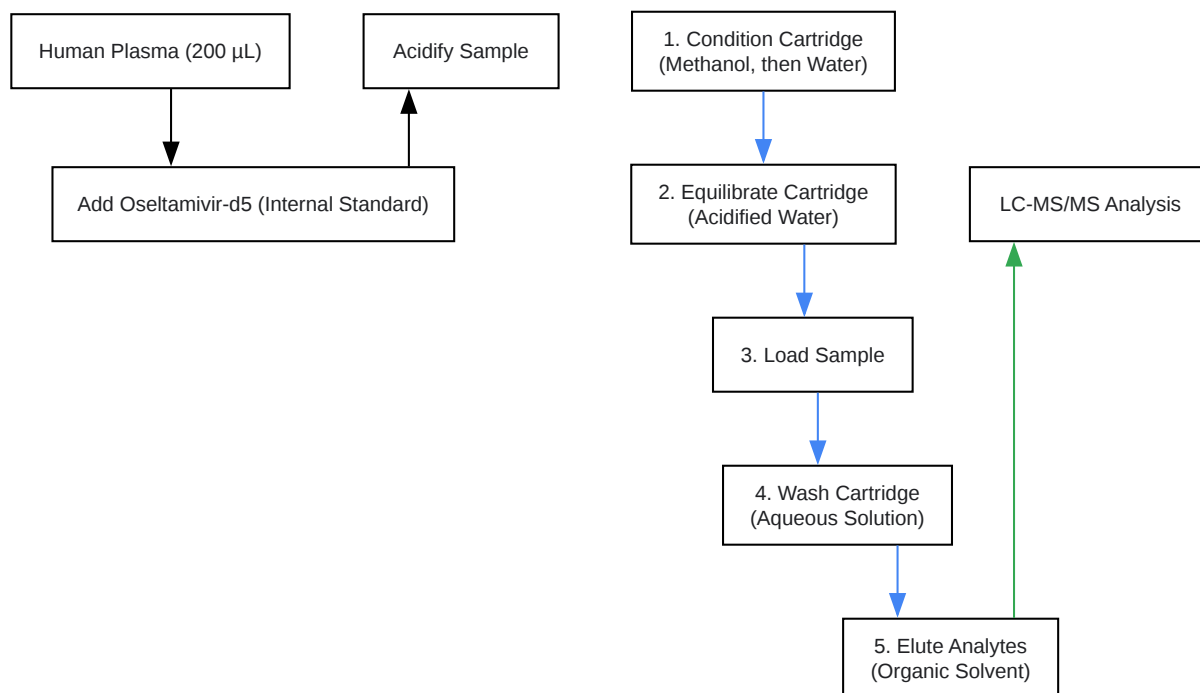 Human Plasma (200 µL)
Add Oseltamivir-d5 (Internal Standard)
Acidify Sample
1. Condition Cartridge
(Methanol, then Water)
2. Equilibrate Cartridge
(Acidified Water)
3. Load Sample
4. Wash Cartridge
(Aqueous Solution)
5. Elute Analytes
(Organic Solvent)
LC-MS/MS Analysis